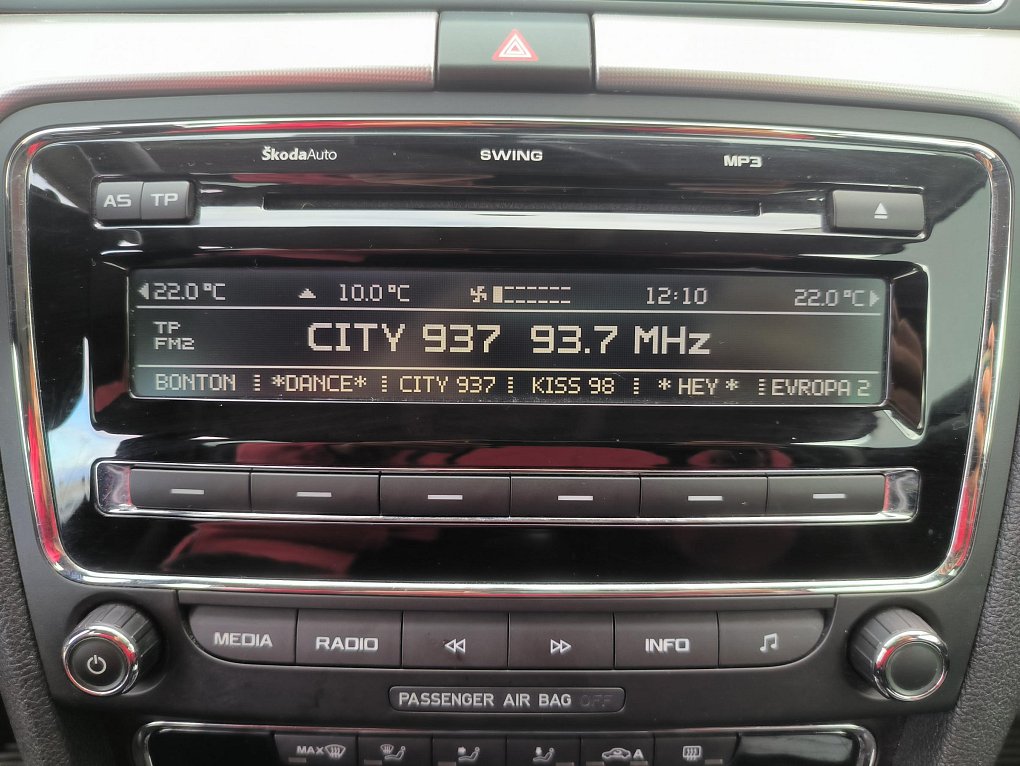 ŠkodaAuto SWING MP3
AS TP
22.0°C 10.0°C 12:10 22.0°C
TP
FM2
CITY 937 93.7 MHz
BONTON *DANCE* CITY 937 KISS 98 * HEY * EVROPA 2
MEDIA RADIO INFO
PASSENGER AIR BAG OFF
MAX A